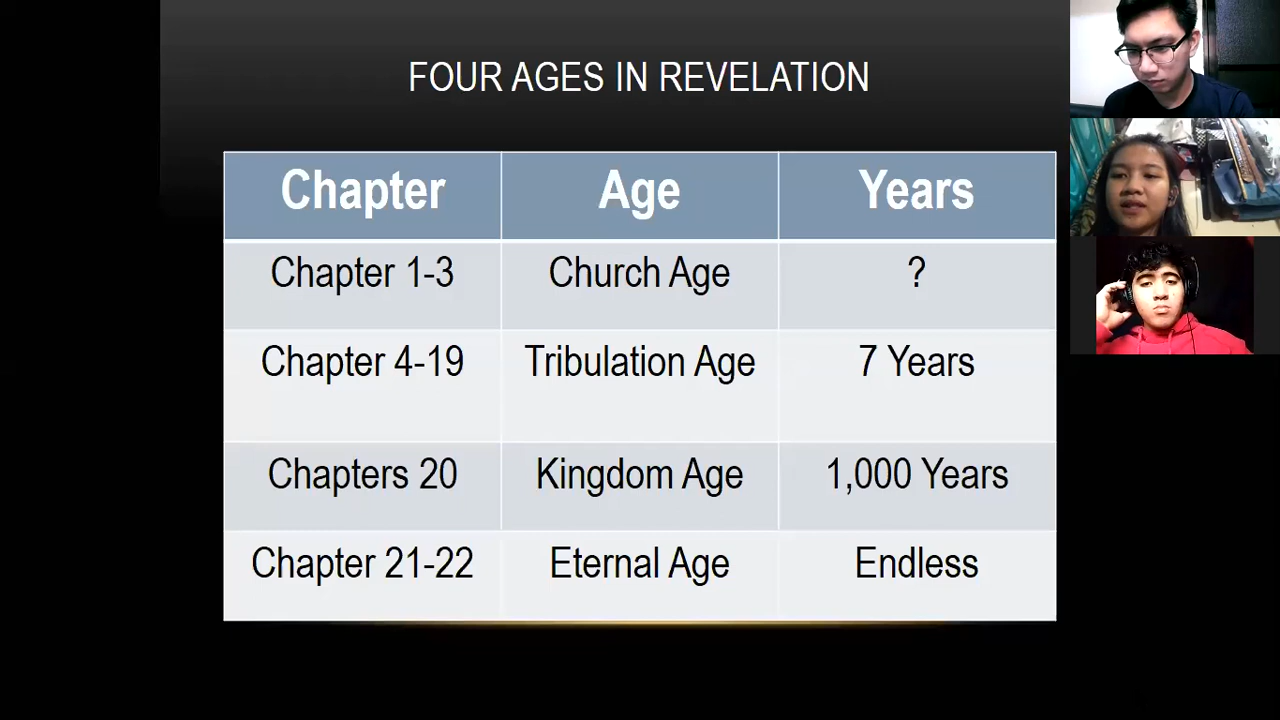 FOUR AGES IN REVELATION
Chapter Age Years
Chapter 1-3 Church Age ?
Chapter 4-19 Tribulation Age 7 Years
Chapters 20 Kingdom Age 1,000 Years
Chapter 21-22 Eternal Age Endless